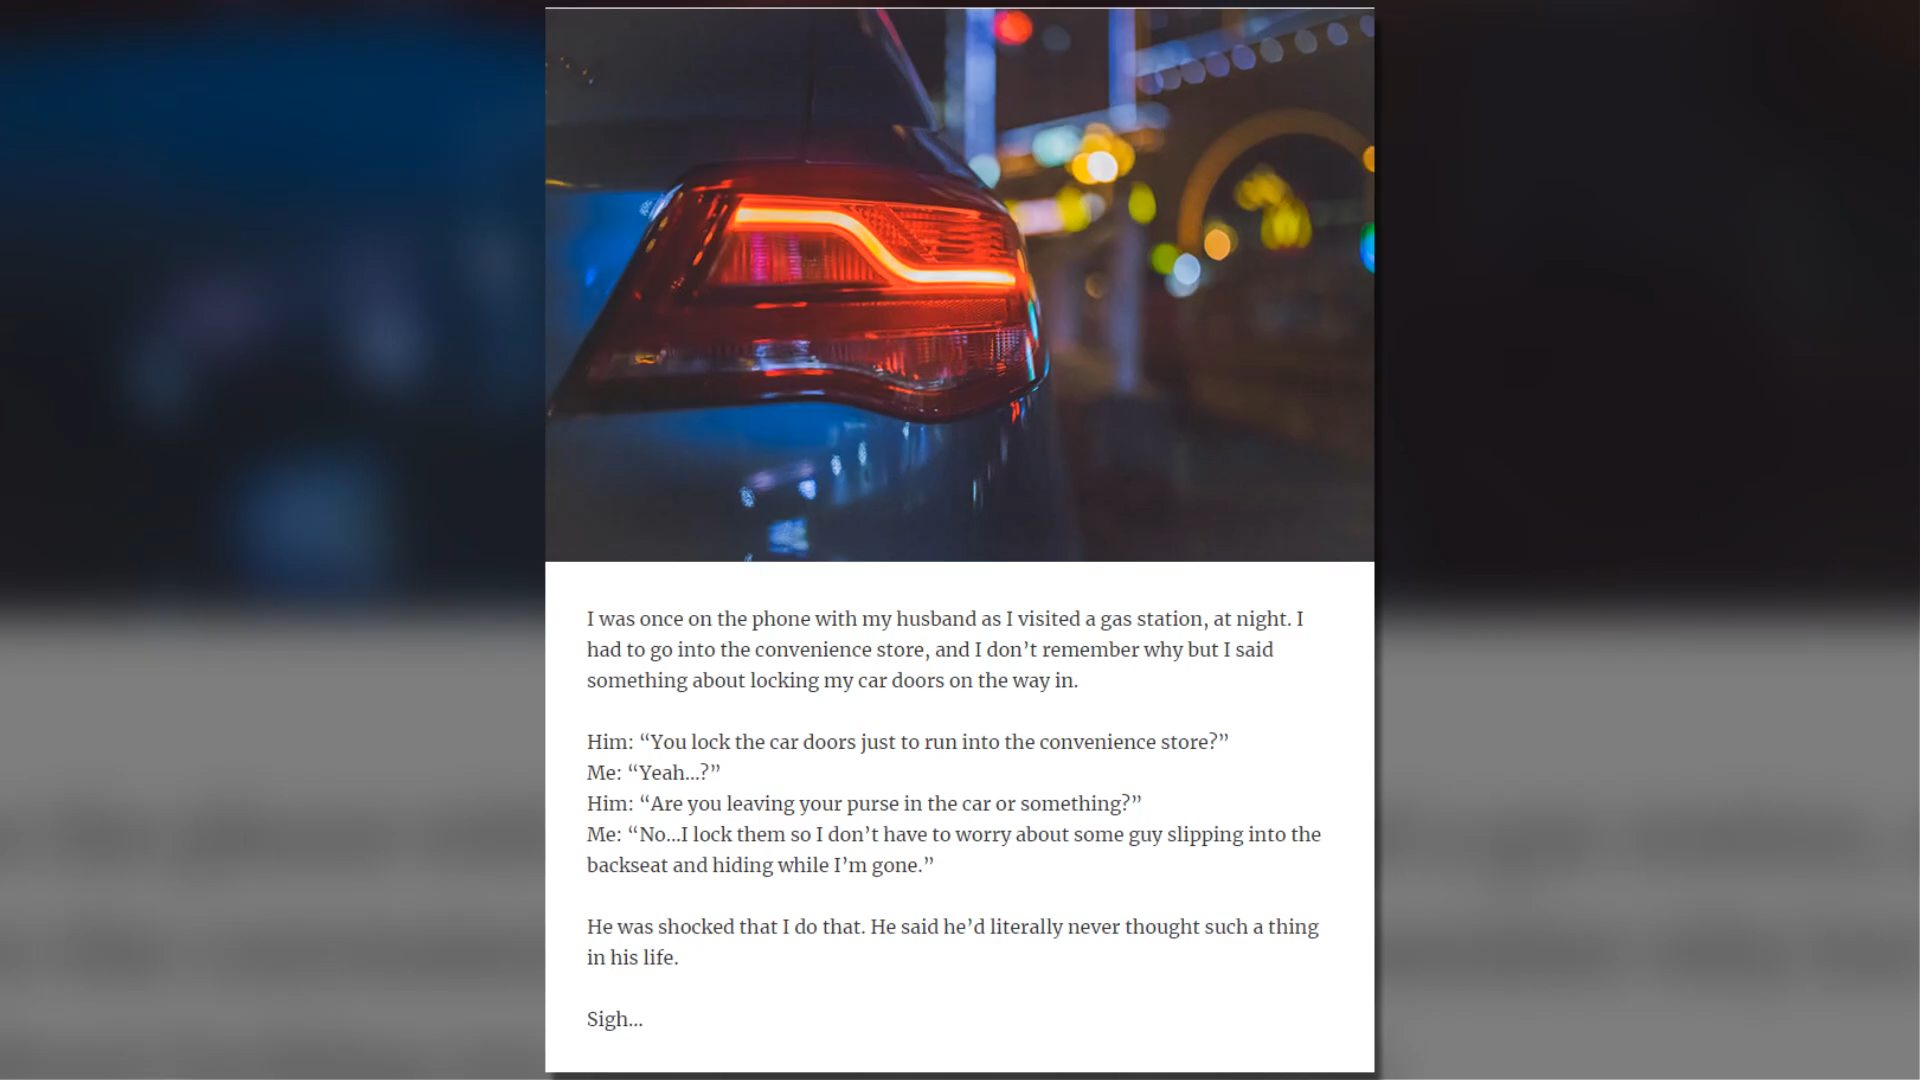 I was once on the phone with my husband as I visited a gas station, at night. I
had to go into the convenience store, and I don’t remember why but I said
something about locking my car doors on the way in.
Him: “You lock the car doors just to run into the convenience store?”
Me: “Yeah...?”
Him: “Are you leaving your purse in the car or something?”
Me: “No...I lock them so I don’t have to worry about some guy slipping into the
backseat and hiding while I’m gone.”
He was shocked that I do that. He said he’d literally never thought such a thing
in his life.
Sigh...